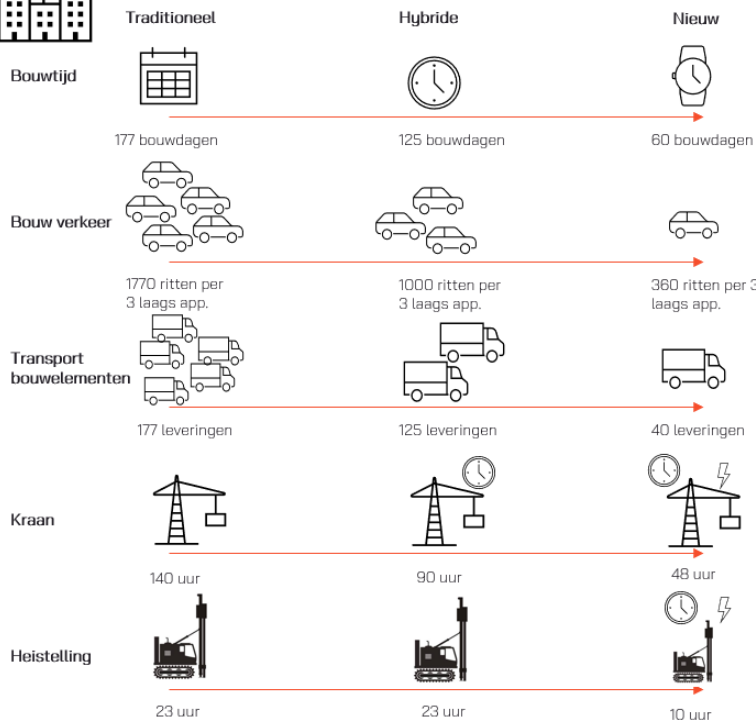 Traditioneel Hybride Nieuw
Bouwtijd
177 bouwdagen 125 bouwdagen 60 bouwdagen
Bouw verkeer
1770 ritten per 1000 ritten per 360 ritten per 3
3 laags app. 3 laags app. laags app.
Transport
bouwelementen
177 leveringen 125 leveringen 40 leveringen
Kraan
140 uur 90 uur 48 uur
Heistelling
23 uur 23 uur 10 uur